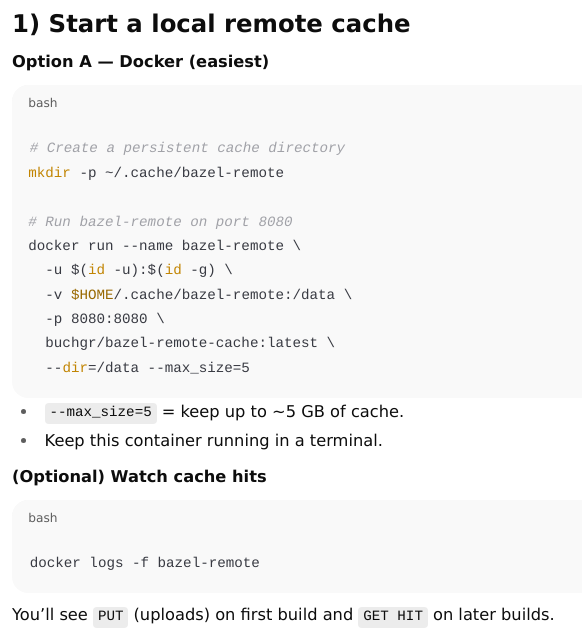 1) Start a local remote cache
Option A — Docker (easiest)
bash
# Create a persistent cache directory
mkdir -p ~/.cache/bazel-remote
# Run bazel-remote on port 8080
docker run --name bazel-remote \
-u $(id -u):$(id -g) \
-v $HOME/.cache/bazel-remote:/data \
-p 8080:8080 \
buchgr/bazel-remote-cache:latest \
--dir=/data --max_size=5
• --max_size=5 = keep up to ~5 GB of cache.
• Keep this container running in a terminal.
(Optional) Watch cache hits
bash
docker logs -f bazel-remote
You’ll see PUT (uploads) on first build and GET HIT on later builds.